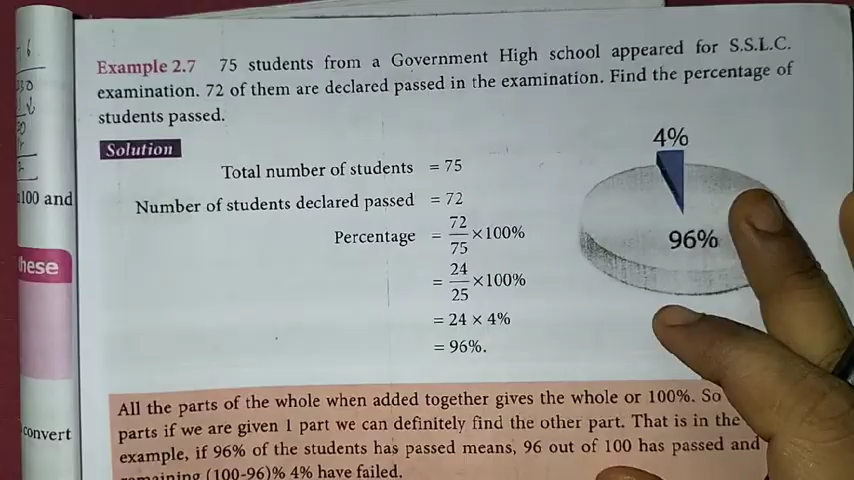 Example 2.7 75 students from a Government High school appeared for S.S.L.C.
examination. 72 of them are declared passed in the examination. Find the percentage of
students passed.
Solution
Total number of students = 75
Number of students declared passed = 72
Percentage = 72/75 ×100%
= 24/25 ×100%
= 24 × 4%
= 96%.
4%
96%
100 and
hese
convert
All the parts of the whole when added together gives the whole or 100%. So
parts if we are given 1 part we can definitely find the other part. That is in the
example, if 96% of the students has passed means, 96 out of 100 has passed and
remaining (100-96)% 4% have failed.